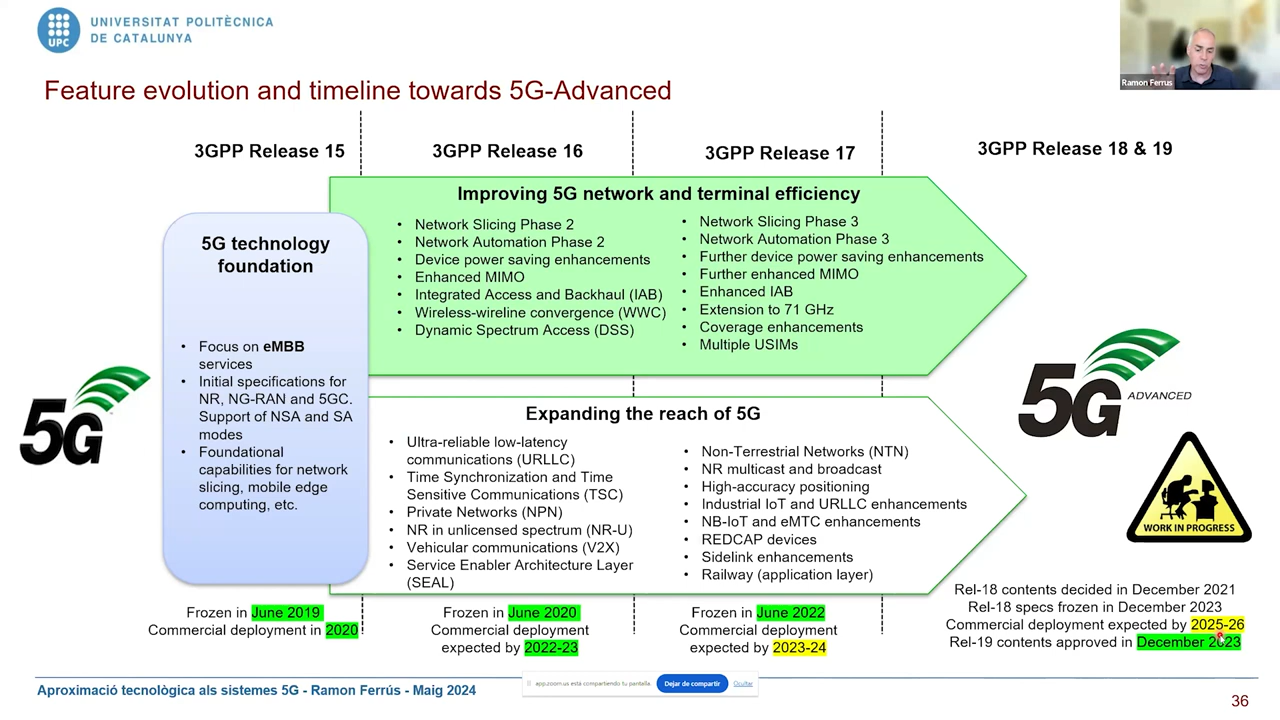 UNIVERSITAT POLITÈCNICA
DE CATALUNYA
UPC
Ramon Ferrus
Feature evolution and timeline towards 5G-Advanced
3GPP Release 15
3GPP Release 16
3GPP Release 17
3GPP Release 18 & 19
5G technology
foundation
• Focus on eMBB
services
• Initial specifications for
NR, NG-RAN and 5GC.
Support of NSA and SA
modes
• Foundational
capabilities for network
slicing, mobile edge
computing, etc.
Improving 5G network and terminal efficiency
• Network Slicing Phase 2
• Network Automation Phase 2
• Device power saving enhancements
• Enhanced MIMO
• Integrated Access and Backhaul (IAB)
• Wireless-wireline convergence (WWC)
• Dynamic Spectrum Access (DSS)
• Network Slicing Phase 3
• Network Automation Phase 3
• Further device power saving enhancements
• Further enhanced MIMO
• Enhanced IAB
• Extension to 71 GHz
• Coverage enhancements
• Multiple USIMs
Expanding the reach of 5G
• Ultra-reliable low-latency
communications (URLLC)
• Time Synchronization and Time
Sensitive Communications (TSC)
• Private Networks (NPN)
• NR in unlicensed spectrum (NR-U)
• Vehicular communications (V2X)
• Service Enabler Architecture Layer
(SEAL)
• Non-Terrestrial Networks (NTN)
• NR multicast and broadcast
• High-accuracy positioning
• Industrial IoT and URLLC enhancements
• NB-IoT and eMTC enhancements
• REDCAP devices
• Sidelink enhancements
• Railway (application layer)
5G
5G
ADVANCED
WORK IN PROGRESS
Frozen in June 2019
Commercial deployment in 2020
Frozen in June 2020
Commercial deployment
expected by 2022-23
Frozen in June 2022
Commercial deployment
expected by 2023-24
Rel-18 contents decided in December 2021
Rel-18 specs frozen in December 2023
Commercial deployment expected by 2025-26
Rel-19 contents approved in December 2023
Aproximació tecnològica als sistemes 5G - Ramon Ferrús - Maig 2024
app.zoom.us está compartiendo tu pantalla.
Dejar de compartir
Ocultar
36